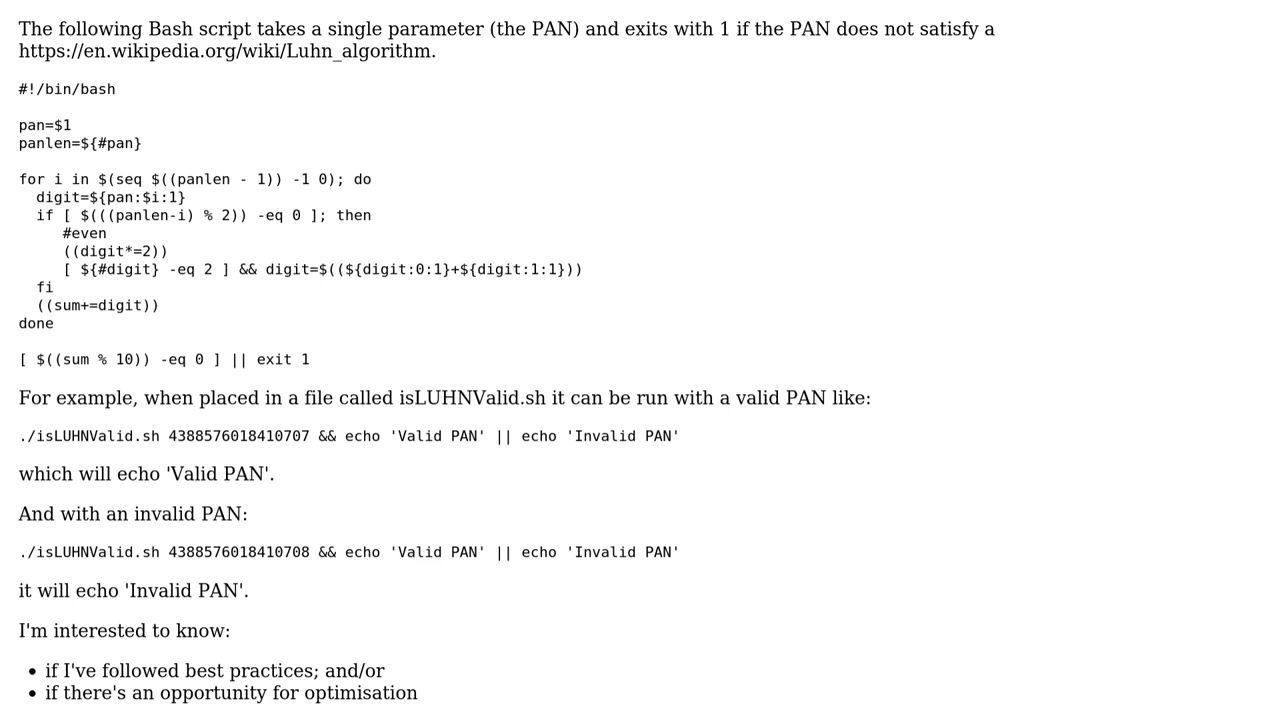 The following Bash script takes a single parameter (the PAN) and exits with 1 if the PAN does not satisfy a
https://en.wikipedia.org/wiki/Luhn_algorithm.
#!/bin/bash
pan=$1
panlen=${#pan}
for i in $(seq $((panlen - 1)) -1 0); do
  digit=${pan:$i:1}
  if [ $(((panlen-i) % 2)) -eq 0 ]; then
     #even
     ((digit*=2))
     [ ${#digit} -eq 2 ] && digit=$((${digit:0:1}+${digit:1:1}))
  fi
  ((sum+=digit))
done
[ $((sum % 10)) -eq 0 ] || exit 1
For example, when placed in a file called isLUHNValid.sh it can be run with a valid PAN like:
./isLUHNValid.sh 4388576018410707 && echo 'Valid PAN' || echo 'Invalid PAN'
which will echo 'Valid PAN'.
And with an invalid PAN:
./isLUHNValid.sh 4388576018410708 && echo 'Valid PAN' || echo 'Invalid PAN'
it will echo 'Invalid PAN'.
I'm interested to know:
• if I've followed best practices; and/or
• if there's an opportunity for optimisation